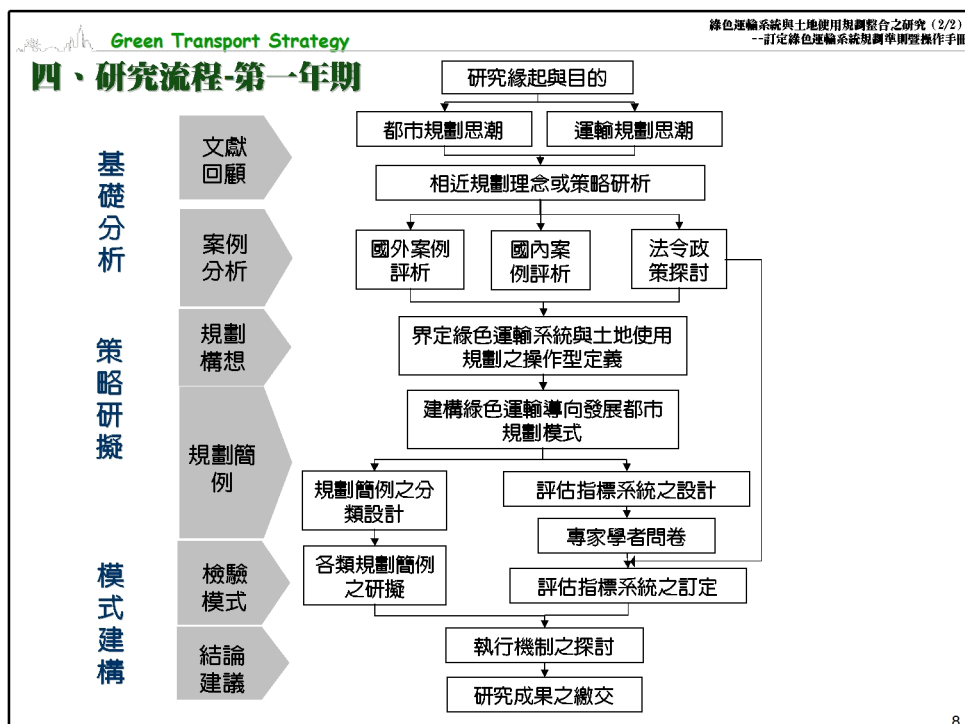 綠色運輸系統與土地使用規劃整合之研究（2/2）
--訂定綠色運輸系統規劃準則暨操作手冊
Green Transport Strategy
四、研究流程-第一年期
研究緣起與目的
都市規劃思潮
運輸規劃思潮
相近規劃理念或策略研析
國外案例
評析
國內案
例評析
法令政
策探討
界定綠色運輸系統與土地使用
規劃之操作型定義
建構綠色運輸導向發展都市
規劃模式
規劃簡例之分
類設計
評估指標系統之設計
專家學者問卷
各類規劃簡例
之研擬
評估指標系統之訂定
執行機制之探討
研究成果之繳交
基礎分析
策略研擬
模式建構
文獻
回顧
案例
分析
規劃
構想
規劃簡
例
檢驗
模式
結論
建議
8